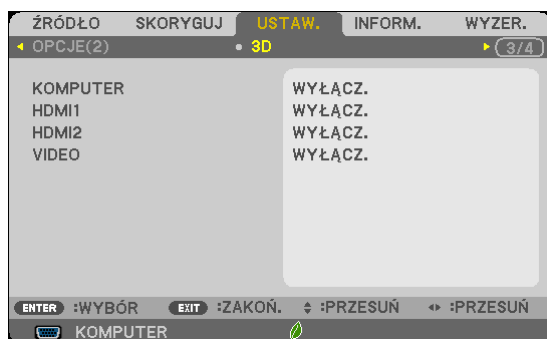 ŹRÓDŁO SKORYGUJ USTAW. INFORM. WYZER.
OPCJE(2) 3D 3/4
KOMPUTER WYŁĄCZ.
HDMI1 WYŁĄCZ.
HDMI2 WYŁĄCZ.
VIDEO WYŁĄCZ.
ENTER :WYBÓR EXIT :ZAKOŃ. :PRZESUŃ :PRZESUŃ
KOMPUTER